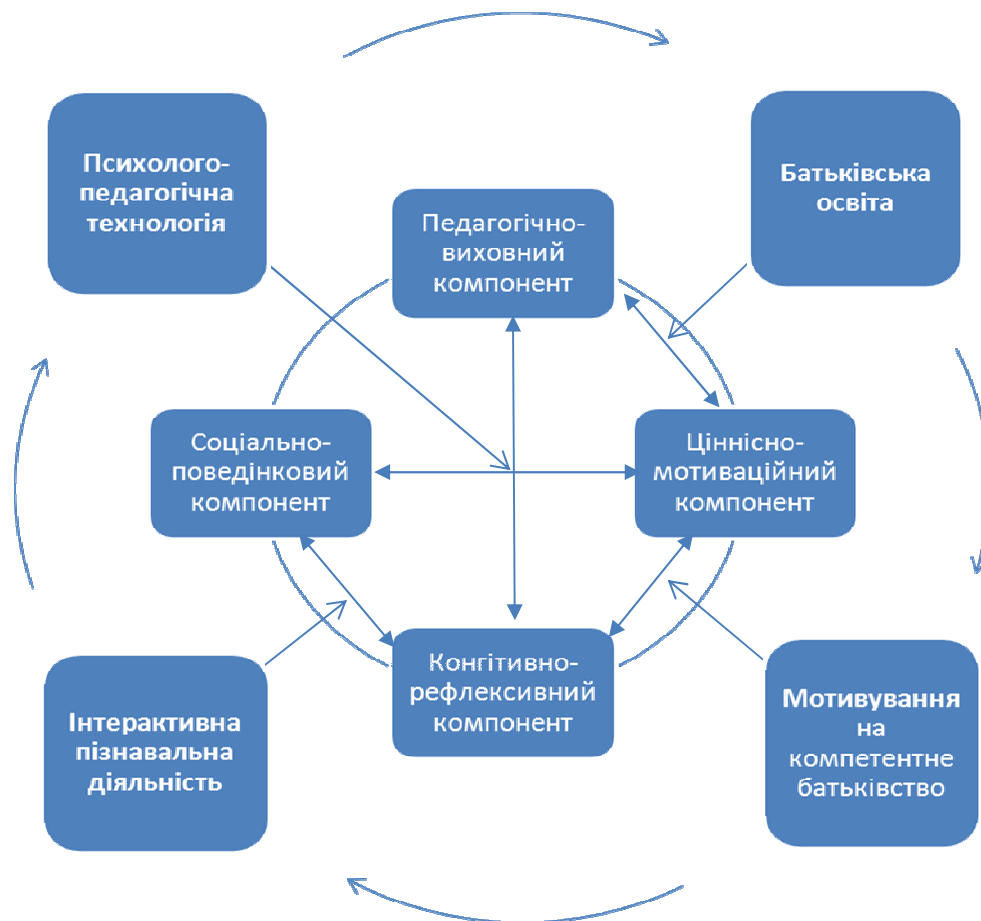 Психолого-
педагогічна
технологія
Батьківська
освіта
Педагогічно-
виховний
компонент
Соціально-
поведінковий
компонент
Ціннісно-
мотиваційний
компонент
Конгітивно-
рефлексивний
компонент
Інтерактивна
пізнавальна
діяльність
Мотивування
на
компетентне
батьківство